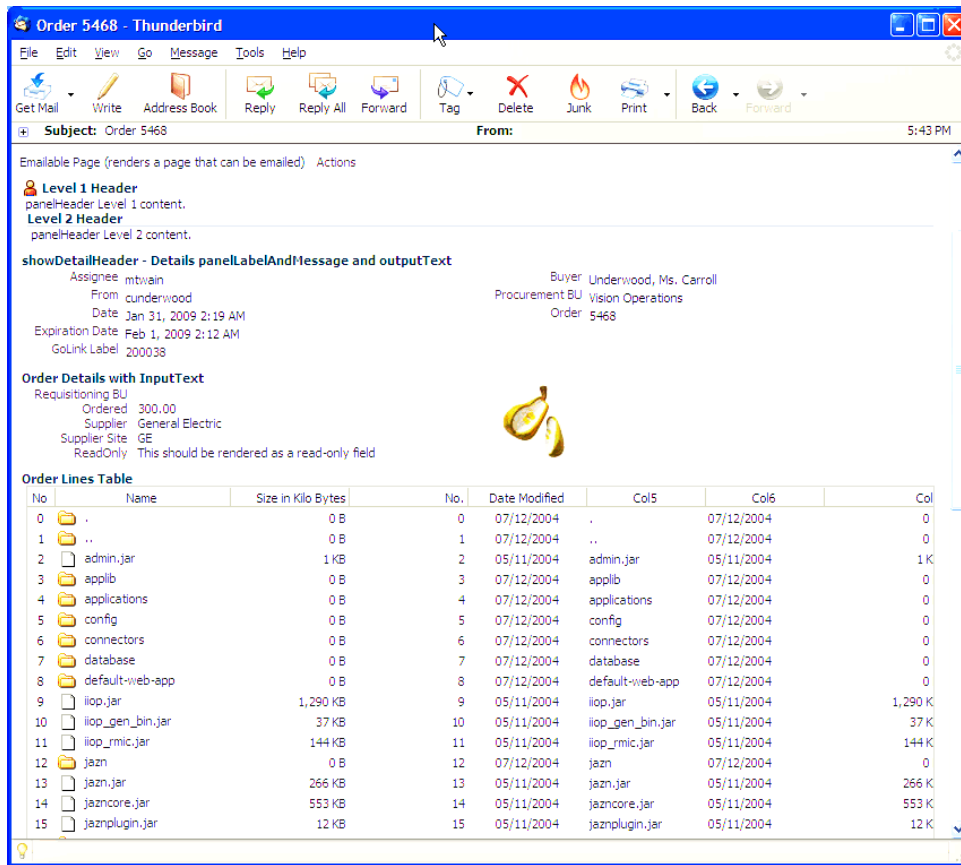 Order 5468 - Thunderbird
File Edit View Go Message Tools Help
Get Mail Write Address Book Reply Reply All Forward Tag Delete Junk Print Back Forward
Subject: Order 5468 From: 5:43 PM
Emailable Page (renders a page that can be emailed) Actions
Level 1 Header
panelHeader Level 1 content.
Level 2 Header
panelHeader Level 2 content.
showDetailHeader - Details panelLabelAndMessage and outputText
Assignee mtwain Buyer Underwood, Ms. Carroll
From cunderwood Procurement BU Vision Operations
Date Jan 31, 2009 2:19 AM Order 5468
Expiration Date Feb 1, 2009 2:12 AM
GoLink Label 200038
Order Details with InputText
Requisitioning BU
Ordered 300.00
Supplier General Electric
Supplier Site GE
ReadOnly This should be rendered as a read-only field
Order Lines Table
No Name Size in Kilo Bytes No. Date Modified Col5 Col6 Col
0 . 0 B 0 07/12/2004 . 07/12/2004 0
1 .. 0 B 1 07/12/2004 .. 07/12/2004 0
2 admin.jar 1 KB 2 05/11/2004 admin.jar 05/11/2004 1 K
3 applib 0 B 3 07/12/2004 applib 07/12/2004 0
4 applications 0 B 4 07/12/2004 applications 07/12/2004 0
5 config 0 B 5 07/12/2004 config 07/12/2004 0
6 connectors 0 B 6 07/12/2004 connectors 07/12/2004 0
7 database 0 B 7 07/12/2004 database 07/12/2004 0
8 default-web-app 0 B 8 07/12/2004 default-web-app 07/12/2004 0
9 iiop.jar 1,290 KB 9 05/11/2004 iiop.jar 05/11/2004 1,290 K
10 iiop_gen_bin.jar 37 KB 10 05/11/2004 iiop_gen_bin.jar 05/11/2004 37 K
11 iiop_rmic.jar 144 KB 11 05/11/2004 iiop_rmic.jar 05/11/2004 144 K
12 jazn 0 B 12 07/12/2004 jazn 07/12/2004 0
13 jazn.jar 266 KB 13 05/11/2004 jazn.jar 05/11/2004 266 K
14 jazncore.jar 553 KB 14 05/11/2004 jazncore.jar 05/11/2004 553 K
15 jaznplugin.jar 12 KB 15 05/11/2004 jaznplugin.jar 05/11/2004 12 K